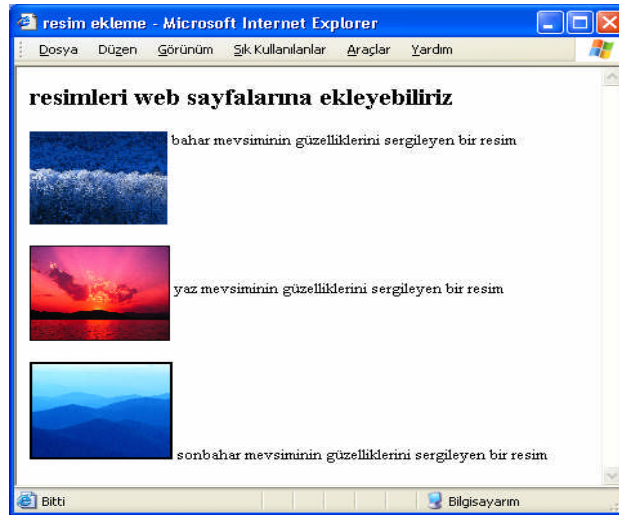 resim ekleme - Microsoft Internet Explorer
Dosya Düzen Görünüm Sık Kullanılanlar Araçlar Yardım
resimleri web sayfalarına ekleyebiliriz
bahar mevsiminin güzelliklerini sergileyen bir resim
yaz mevsiminin güzelliklerini sergileyen bir resim
sonbahar mevsiminin güzelliklerini sergileyen bir resim
Bitti Bilgisayarım